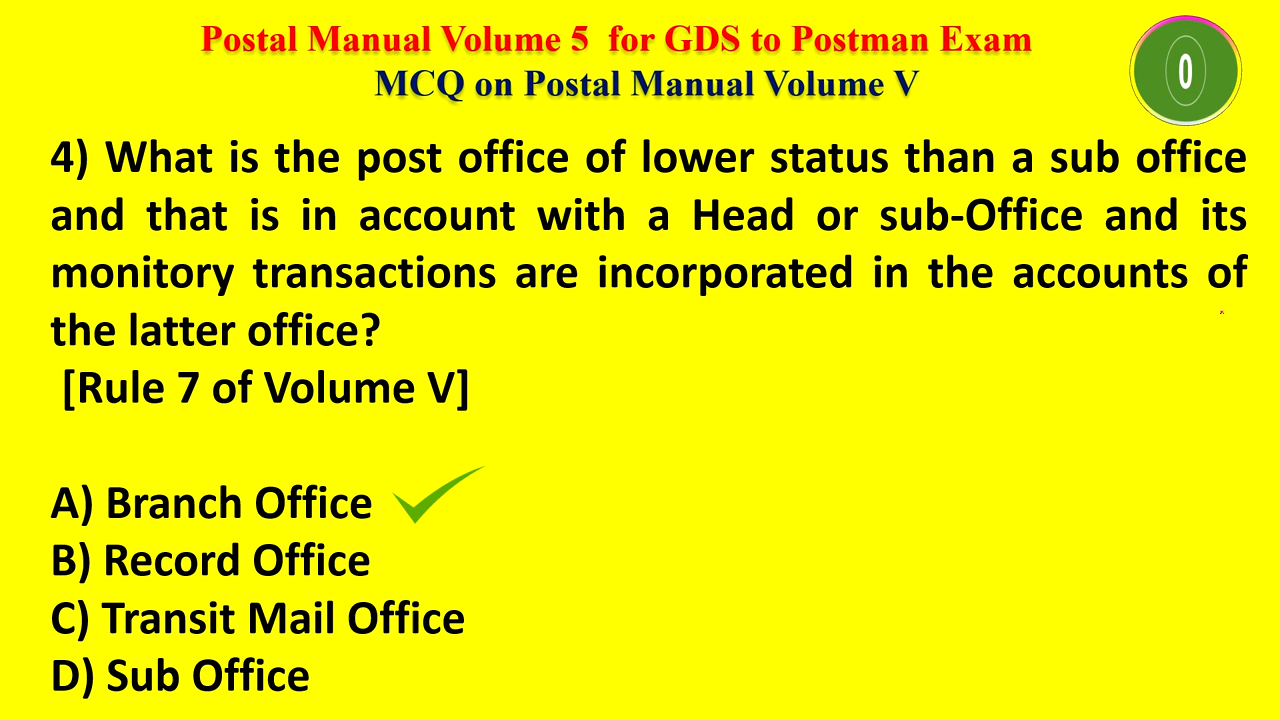 Postal Manual Volume 5 for GDS to Postman Exam
MCQ on Postal Manual Volume V
0
4) What is the post office of lower status than a sub office
and that is in account with a Head or sub-Office and its
monitory transactions are incorporated in the accounts of
the latter office?
[Rule 7 of Volume V]
A) Branch Office
B) Record Office
C) Transit Mail Office
D) Sub Office